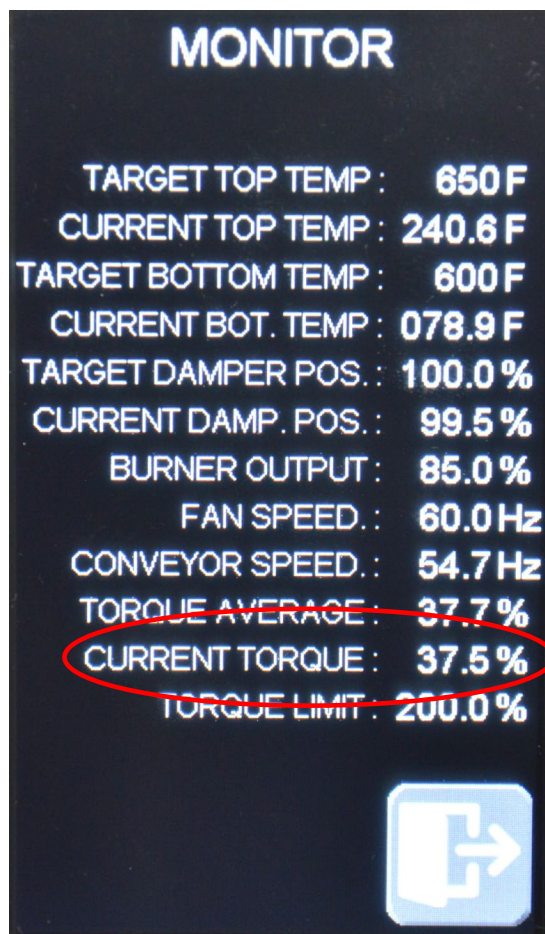 MONITOR
TARGET TOP TEMP : 650 F
CURRENT TOP TEMP : 240.6 F
TARGET BOTTOM TEMP : 600 F
CURRENT BOT. TEMP : 078.9 F
TARGET DAMPER POS. : 100.0 %
CURRENT DAMP. POS. : 99.5 %
BURNER OUTPUT : 85.0 %
FAN SPEED. : 60.0 Hz
CONVEYOR SPEED. : 54.7 Hz
TORQUE AVERAGE : 37.7 %
CURRENT TORQUE : 37.5 %
TORQUE LIMIT : 200.0 %